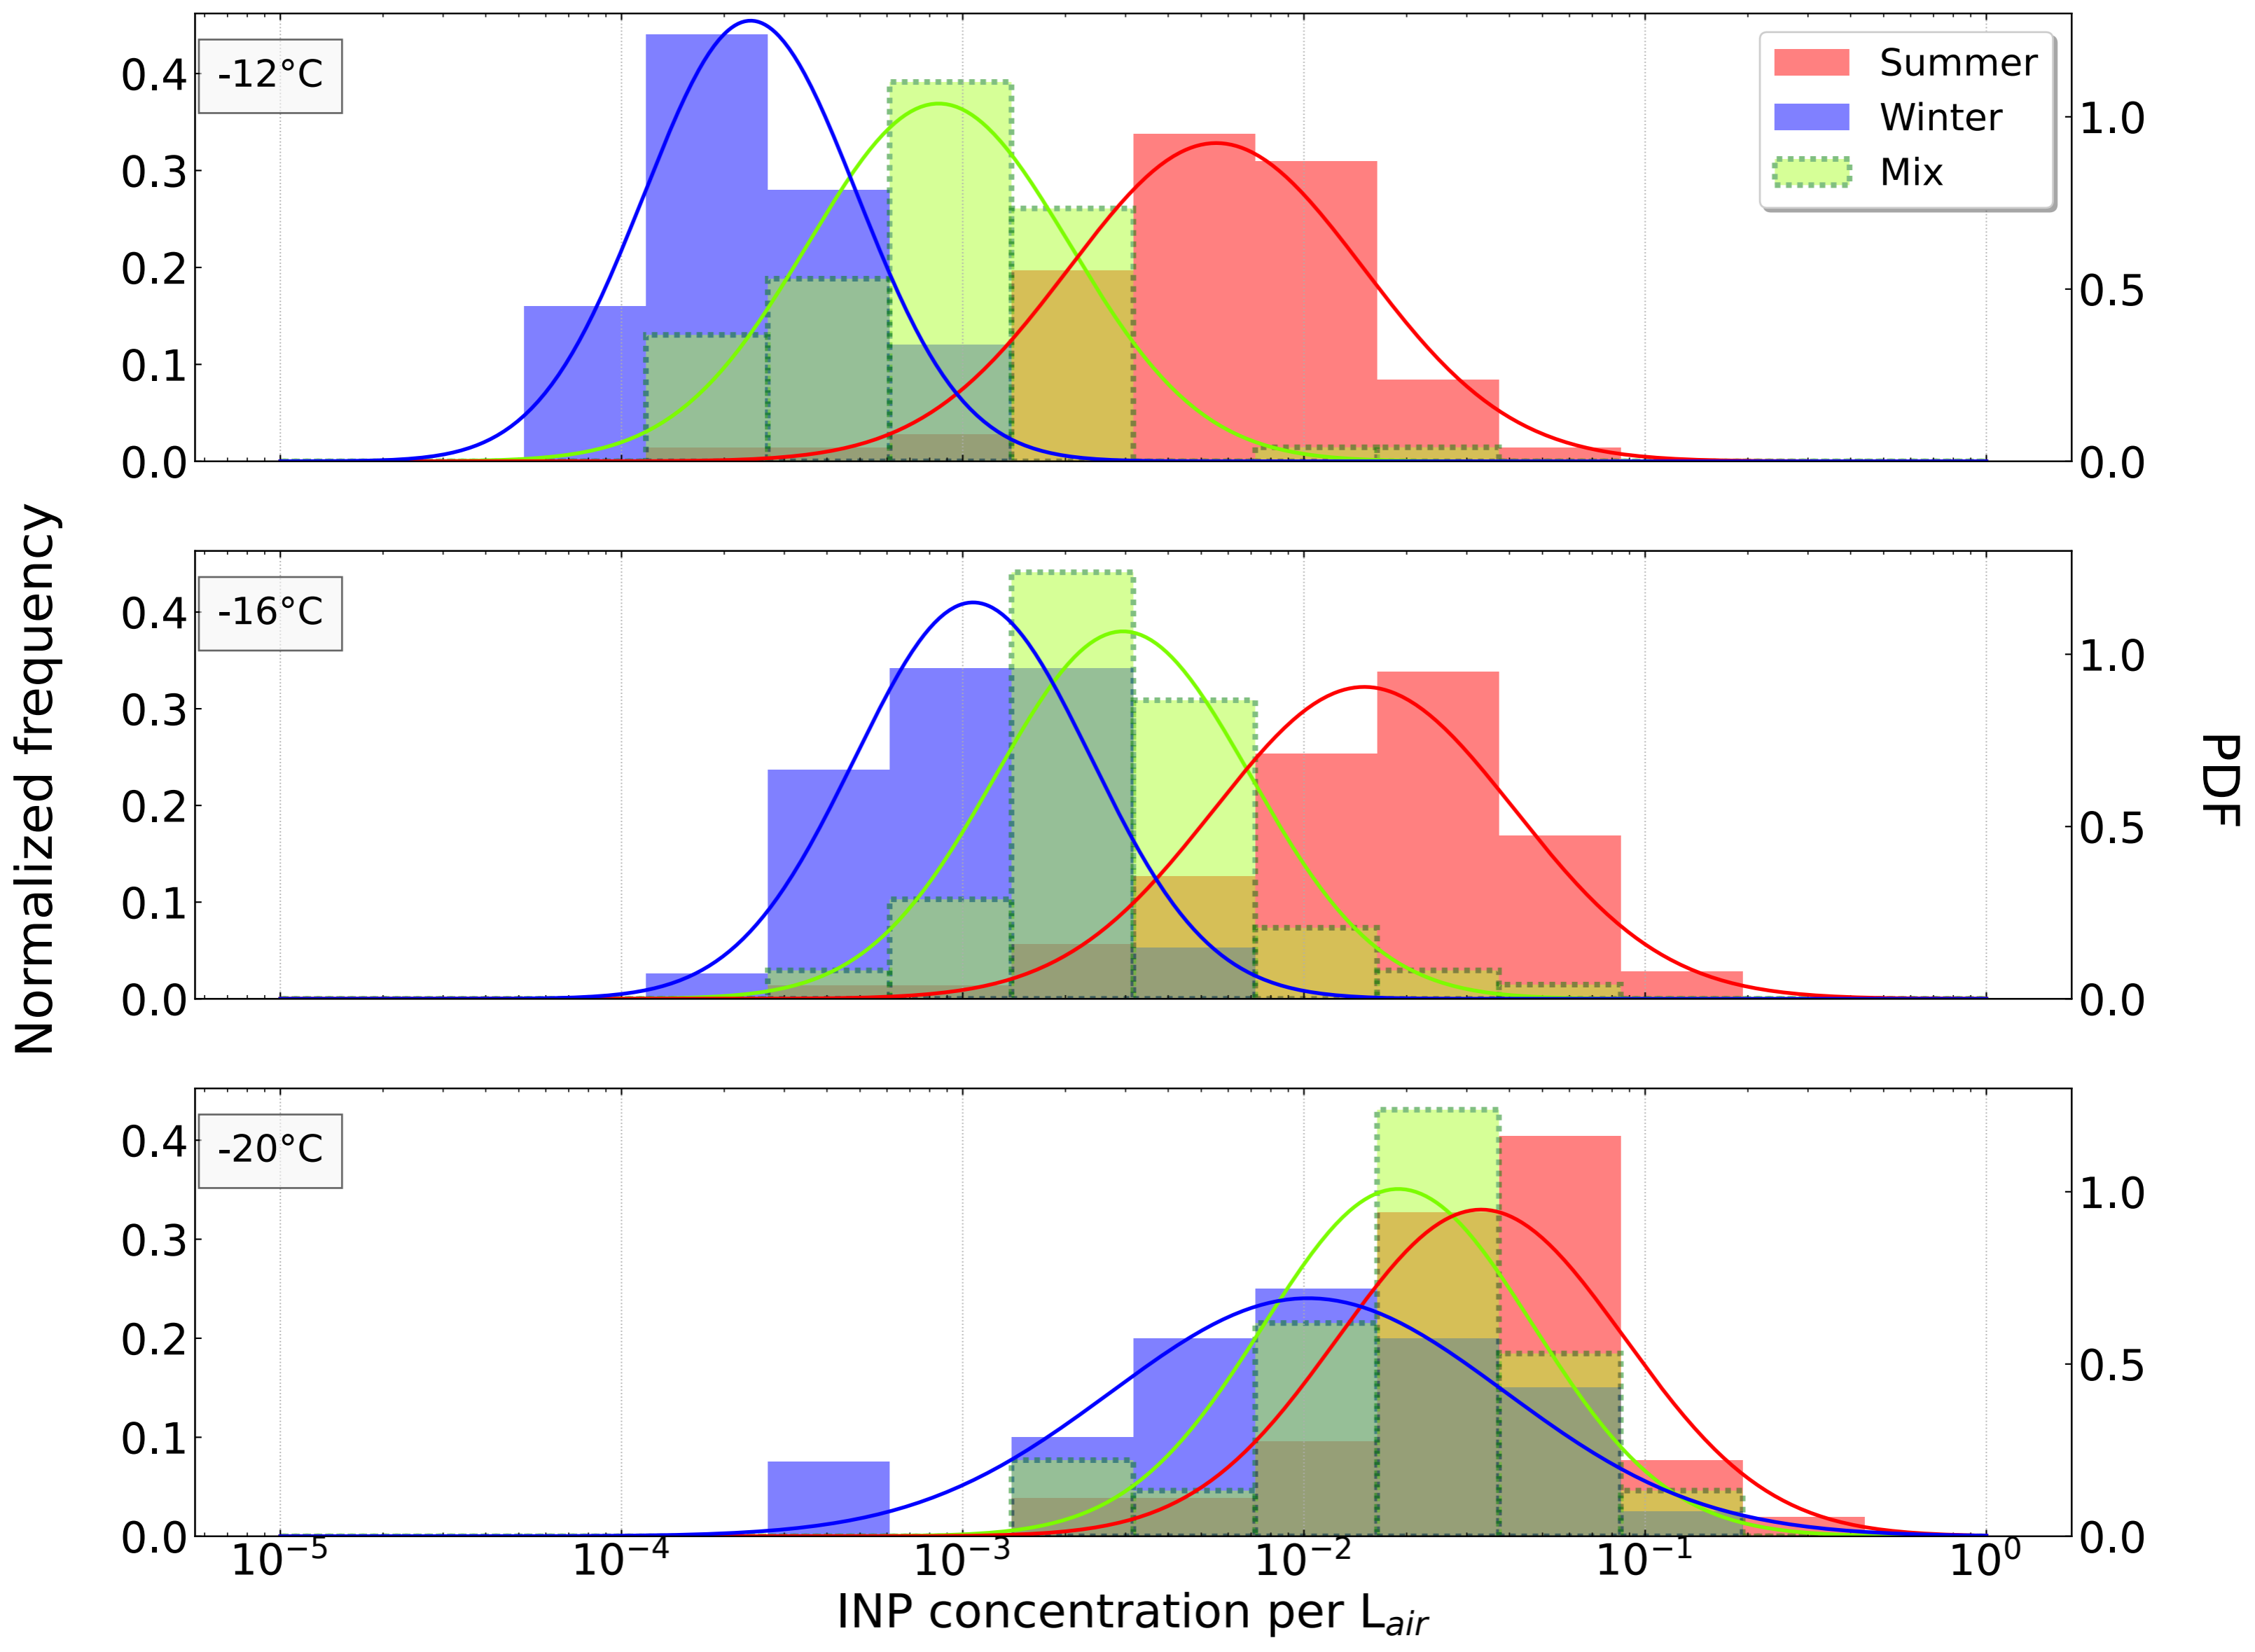 -12°C
0.4
0.3
0.2
0.1
0.0
Summer
Winter
Mix
1.0
0.5
0.0
Normalized frequency
-16°C
0.4
0.3
0.2
0.1
0.0
1.0
0.5
0.0
PDF
-20°C
0.4
0.3
0.2
0.1
0.0
1.0
0.5
0.0
10⁻⁵ 10⁻⁴ 10⁻³ 10⁻² 10⁻¹ 10⁰
INP concentration per L_air